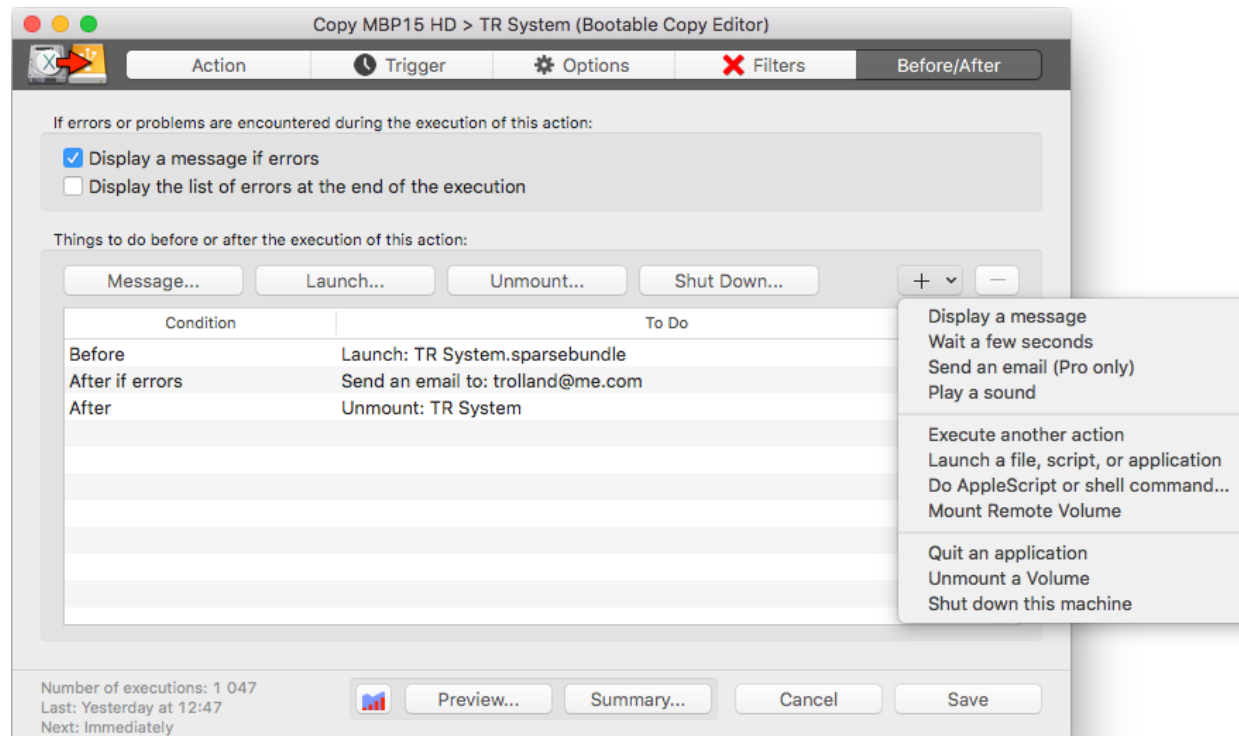 Copy MBP15 HD > TR System (Bootable Copy Editor)
Action Trigger Options Filters Before/After
If errors or problems are encountered during the execution of this action:
Display a message if errors
Display the list of errors at the end of the execution
Things to do before or after the execution of this action:
Message... Launch... Unmount... Shut Down...
Condition To Do
Before Launch: TR System.sparsebundle
After if errors Send an email to: trolland@me.com
After Unmount: TR System
Display a message
Wait a few seconds
Send an email (Pro only)
Play a sound
Execute another action
Launch a file, script, or application
Do AppleScript or shell command...
Mount Remote Volume
Quit an application
Unmount a Volume
Shut down this machine
Number of executions: 1 047
Last: Yesterday at 12:47
Next: Immediately
Preview... Summary... Cancel Save